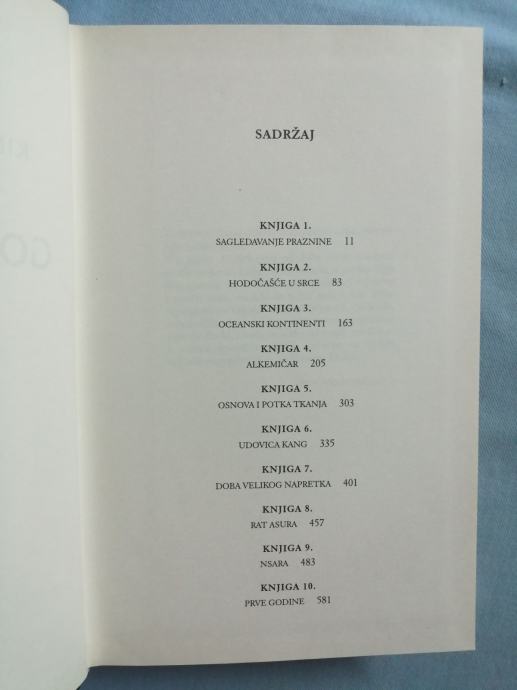 SADRŽAJ
KNJIGA 1.
SAGLEDAVANJE PRAZNINE 11
KNJIGA 2.
HODOČAŠĆE U SRCE 83
KNJIGA 3.
OCEANSKI KONTINENTI 163
KNJIGA 4.
ALKEMIČAR 205
KNJIGA 5.
OSNOVA I POTKA TKANJA 303
KNJIGA 6.
UDOVICA KANG 335
KNJIGA 7.
DOBA VELIKOG NAPRETKA 401
KNJIGA 8.
RAT ASURA 457
KNJIGA 9.
NSARA 483
KNJIGA 10.
PRVE GODINE 581